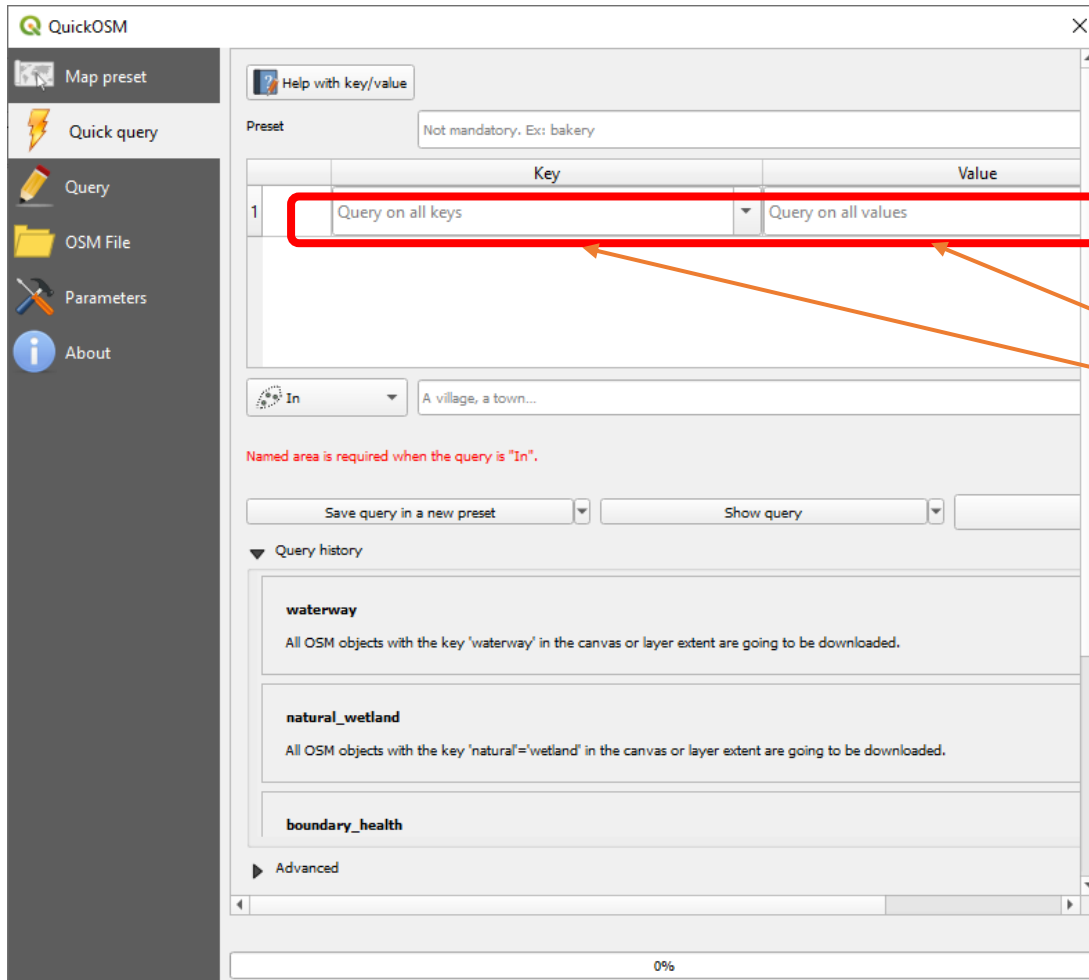 QuickOSM
Map preset
Quick query
Query
OSM File
Parameters
About
Help with key/value
Preset
Not mandatory. Ex: bakery
Key Value
1 Query on all keys Query on all values
In A village, a town...
Named area is required when the query is "In".
Save query in a new preset Show query
Query history
waterway
All OSM objects with the key 'waterway' in the canvas or layer extent are going to be downloaded.
natural_wetland
All OSM objects with the key 'natural'='wetland' in the canvas or layer extent are going to be downloaded.
boundary_health
Advanced
0%